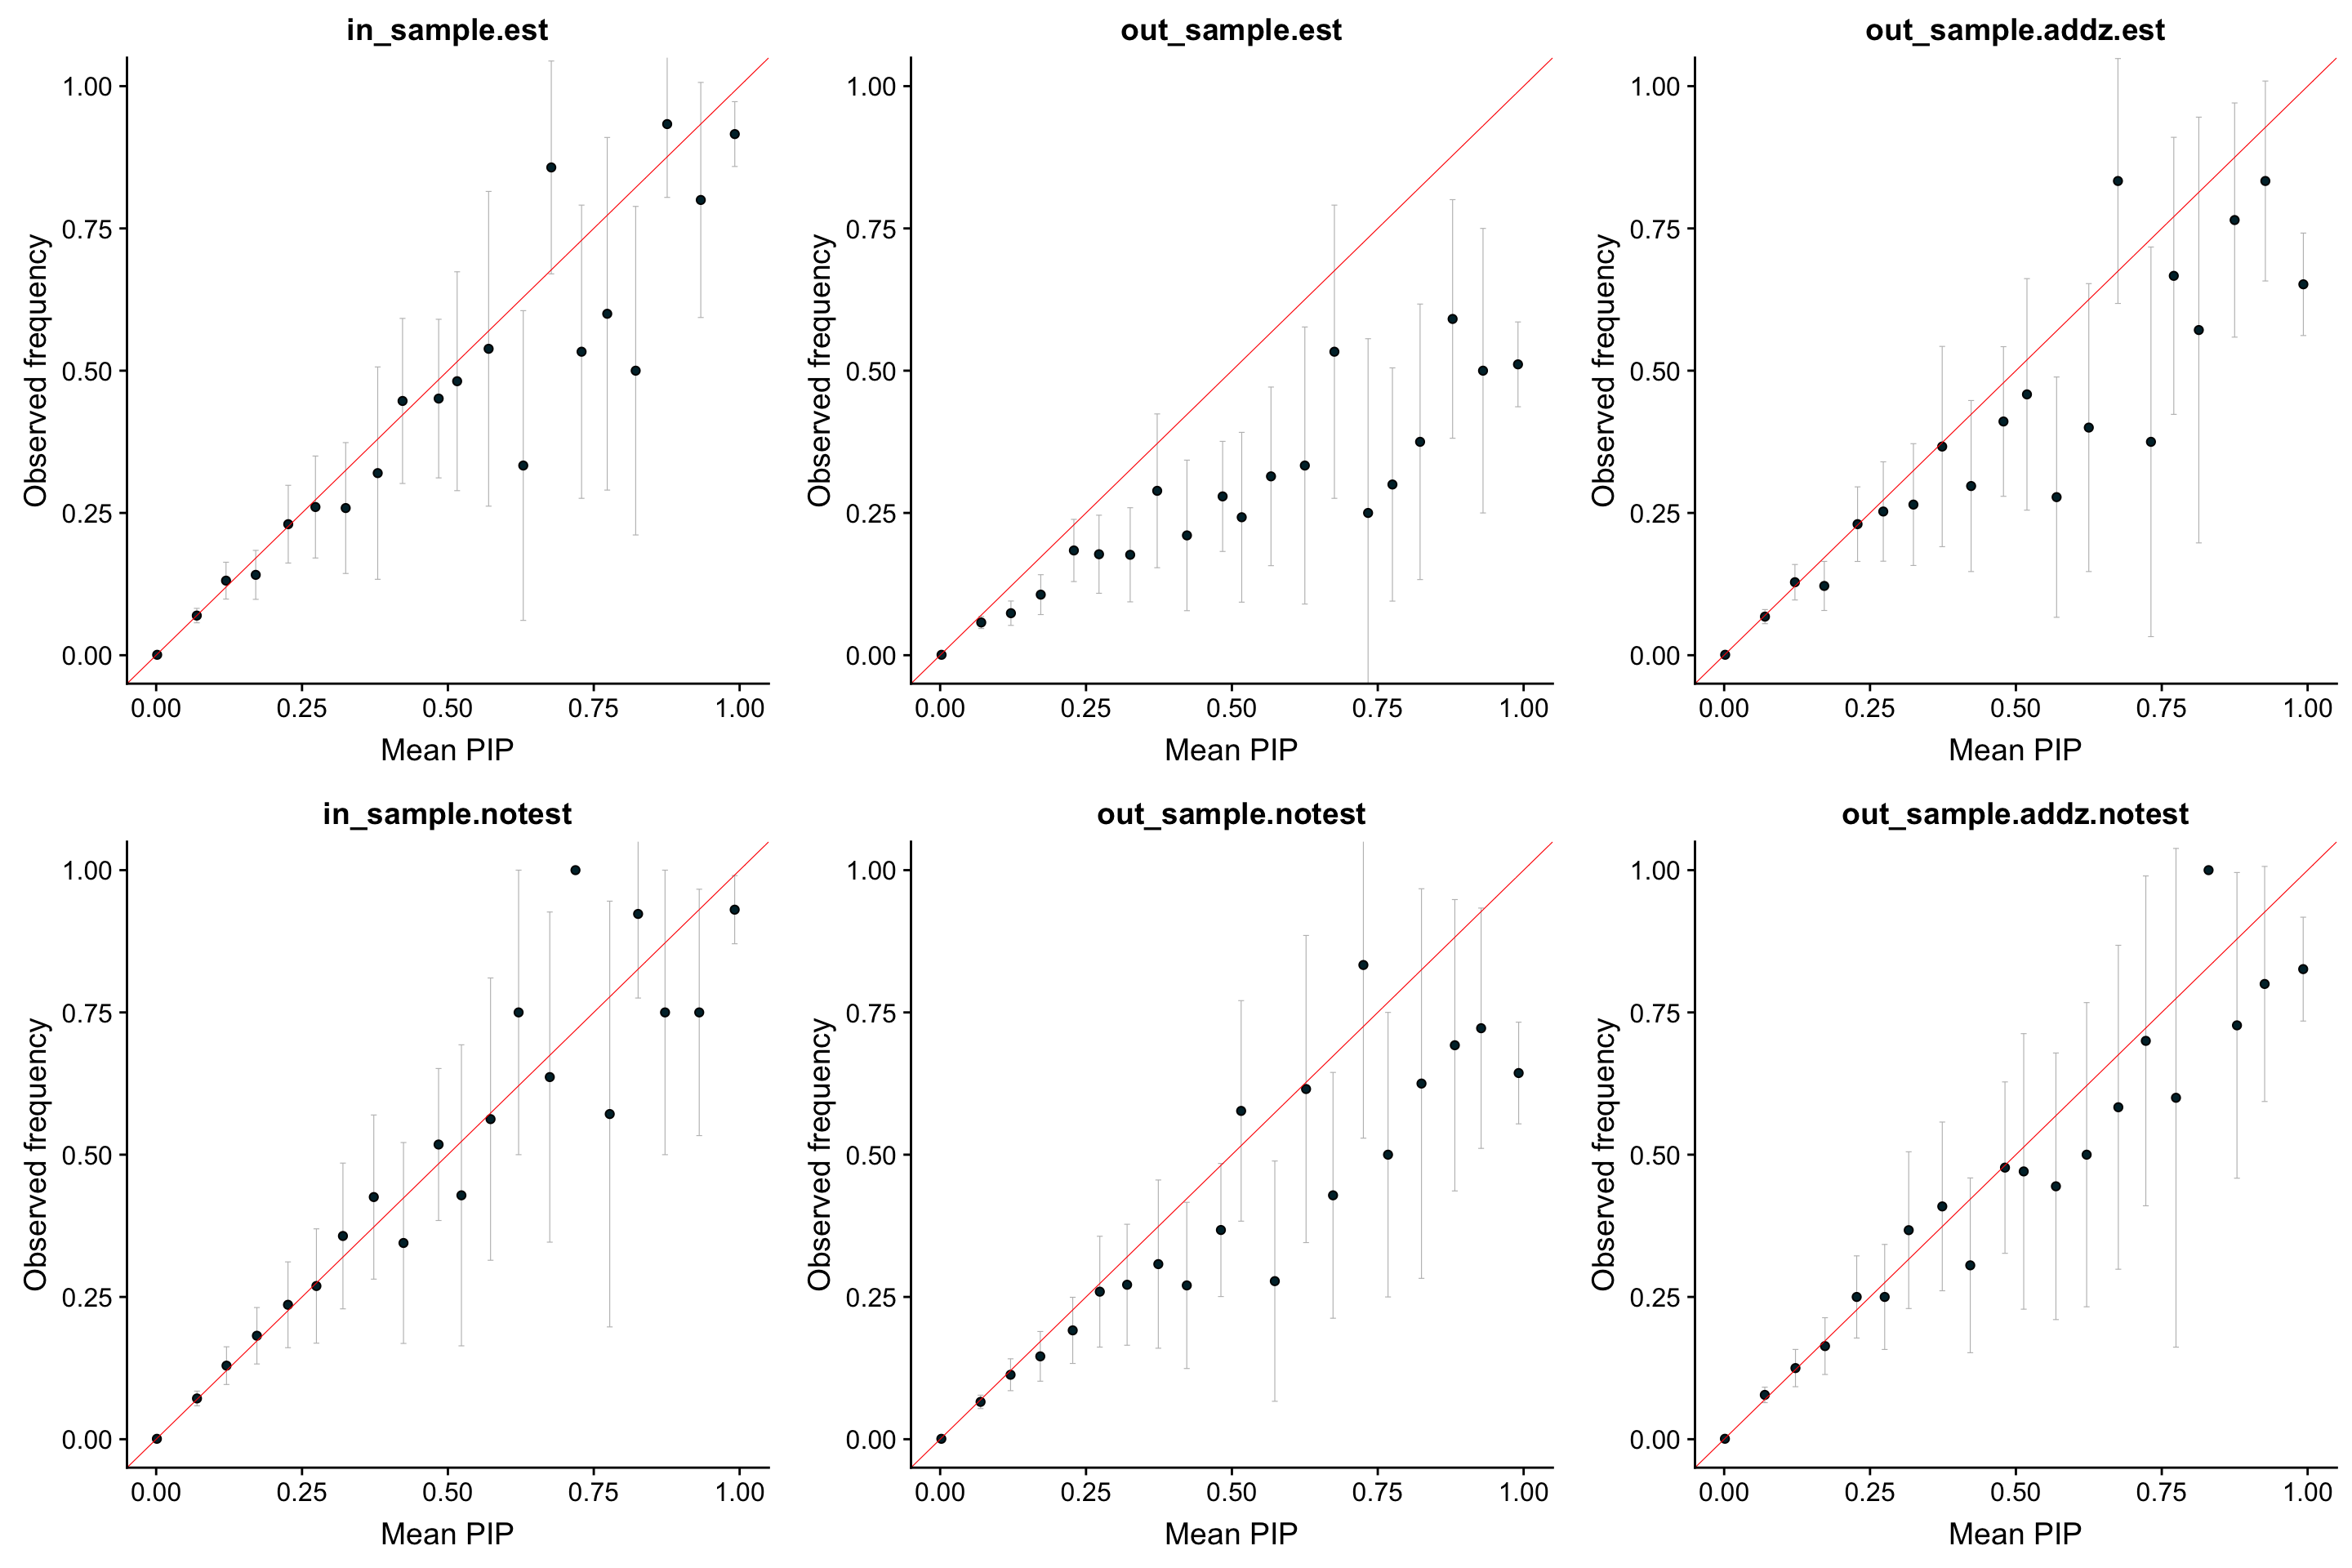 in_sample.est
1.00
0.75
0.50
0.25
0.00
Observed frequency
0.00 0.25 0.50 0.75 1.00
Mean PIP
out_sample.est
1.00
0.75
0.50
0.25
0.00
Observed frequency
0.00 0.25 0.50 0.75 1.00
Mean PIP
out_sample.addz.est
1.00
0.75
0.50
0.25
0.00
Observed frequency
0.00 0.25 0.50 0.75 1.00
Mean PIP
in_sample.notest
1.00
0.75
0.50
0.25
0.00
Observed frequency
0.00 0.25 0.50 0.75 1.00
Mean PIP
out_sample.notest
1.00
0.75
0.50
0.25
0.00
Observed frequency
0.00 0.25 0.50 0.75 1.00
Mean PIP
out_sample.addz.notest
1.00
0.75
0.50
0.25
0.00
Observed frequency
0.00 0.25 0.50 0.75 1.00
Mean PIP